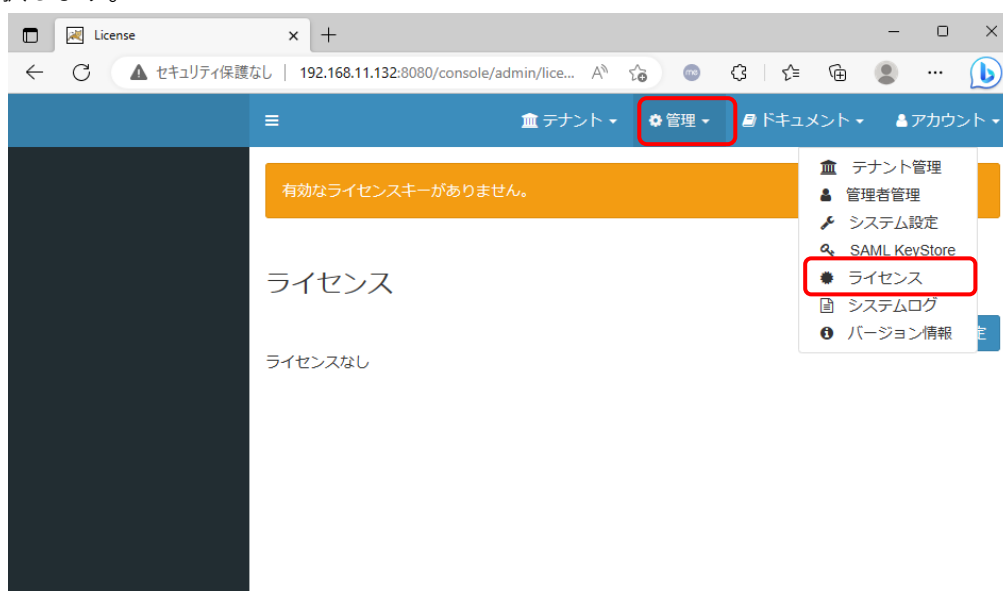 License
セキュリティ保護なし | 192.168.11.132:8080/console/admin/lice...
テナント 管理 ドキュメント アカウント
テナント管理
管理者管理
システム設定
SAML KeyStore
ライセンス
システムログ
バージョン情報
有効なライセンスキーがありません。
ライセンス
定
ライセンスなし